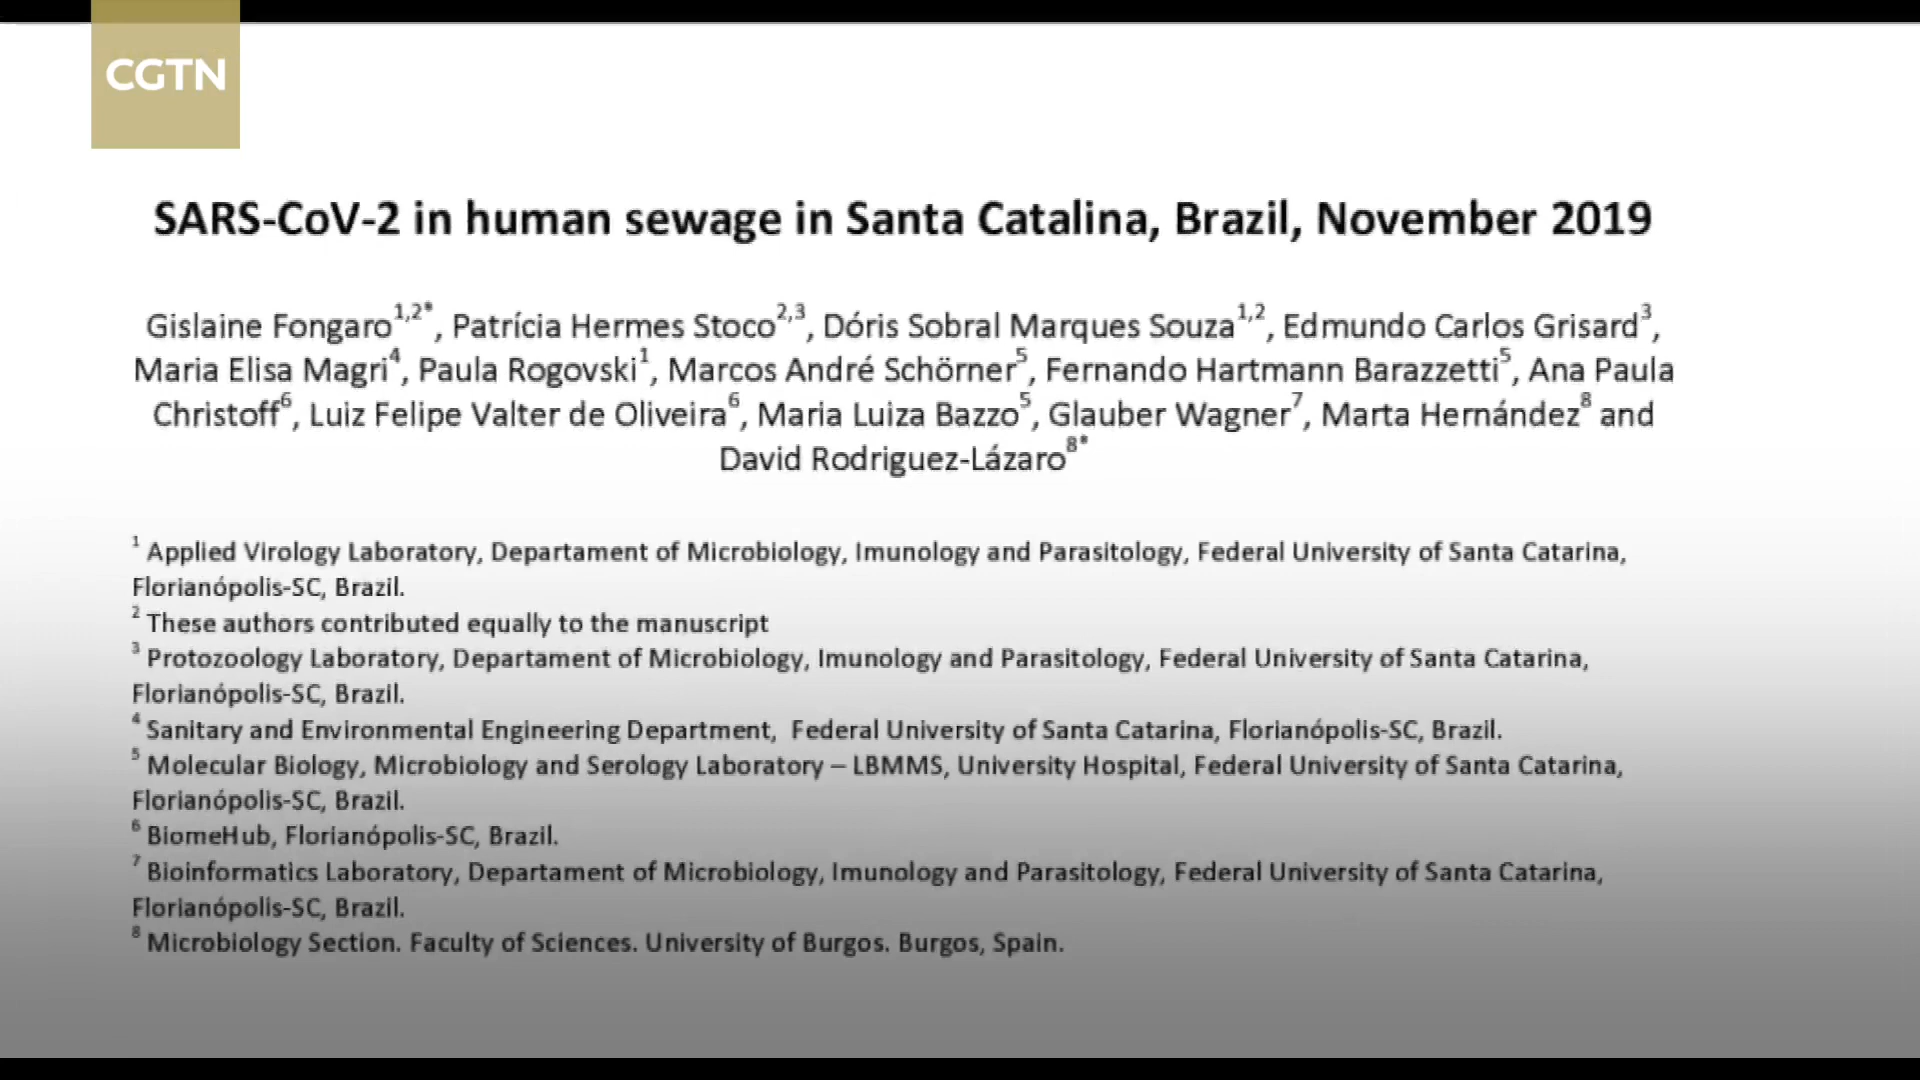 CGTN
SARS-CoV-2 in human sewage in Santa Catalina, Brazil, November 2019
Gislaine Fongaro1,2*, Patrícia Hermes Stoco2,3, Dóris Sobral Marques Souza1,2, Edmundo Carlos Grisard3,
Maria Elisa Magri4, Paula Rogovski1, Marcos André Schörner5, Fernando Hartmann Barazzetti5, Ana Paula
Christoff6, Luiz Felipe Valter de Oliveira6, Maria Luiza Bazzo5, Glauber Wagner7, Marta Hernández8 and
David Rodriguez-Lázaro8*
1 Applied Virology Laboratory, Departament of Microbiology, Imunology and Parasitology, Federal University of Santa Catarina,
Florianópolis-SC, Brazil.
2 These authors contributed equally to the manuscript
3 Protozoology Laboratory, Departament of Microbiology, Imunology and Parasitology, Federal University of Santa Catarina,
Florianópolis-SC, Brazil.
4 Sanitary and Environmental Engineering Department, Federal University of Santa Catarina, Florianópolis-SC, Brazil.
5 Molecular Biology, Microbiology and Serology Laboratory – LBMMS, University Hospital, Federal University of Santa Catarina,
Florianópolis-SC, Brazil.
6 BiomeHub, Florianópolis-SC, Brazil.
7 Bioinformatics Laboratory, Departament of Microbiology, Imunology and Parasitology, Federal University of Santa Catarina,
Florianópolis-SC, Brazil.
8 Microbiology Section. Faculty of Sciences. University of Burgos. Burgos, Spain.